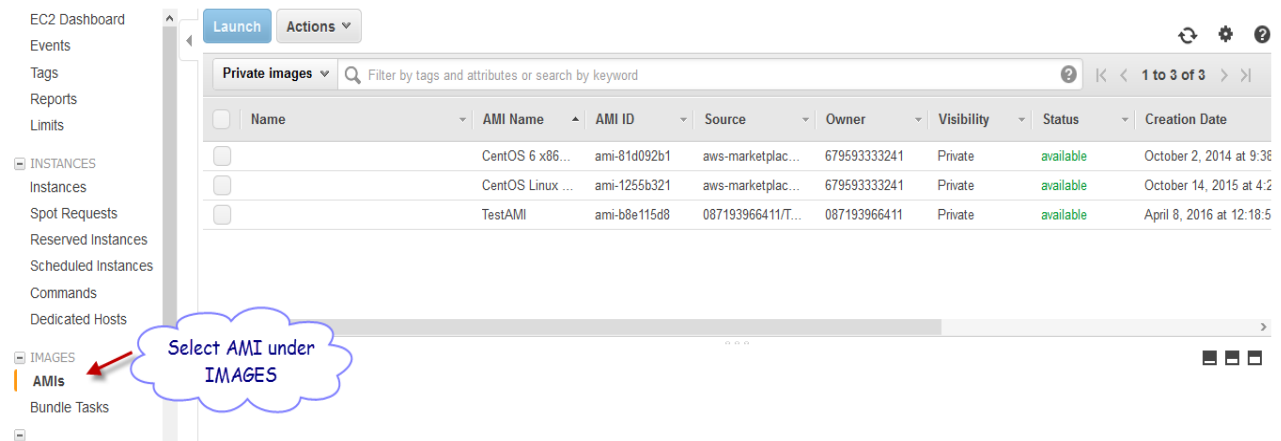 EC2 Dashboard
Events
Tags
Reports
Limits
INSTANCES
Instances
Spot Requests
Reserved Instances
Scheduled Instances
Commands
Dedicated Hosts
IMAGES
AMIs
Bundle Tasks
Launch Actions
Private images Filter by tags and attributes or search by keyword 1 to 3 of 3
Name AMI Name AMI ID Source Owner Visibility Status Creation Date
CentOS 6 x86... ami-81d092b1 aws-marketplac... 679593333241 Private available October 2, 2014 at 9:38
CentOS Linux ... ami-1255b321 aws-marketplac... 679593333241 Private available October 14, 2015 at 4:2
TestAMI ami-b8e115d8 087193966411/T... 087193966411 Private available April 8, 2016 at 12:18:5
Select AMI under
IMAGES